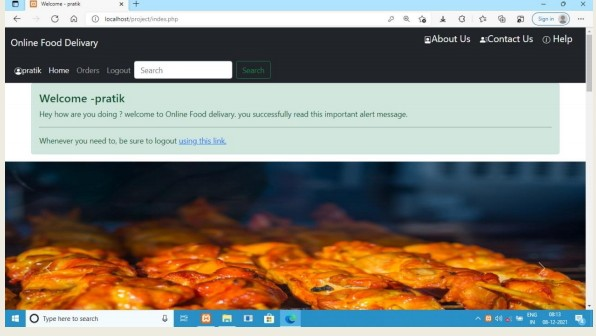 Welcome - pratik
localhost/project/index.php
Sign in
Online Food Delivary
About Us Contact Us Help
pratik Home Orders Logout Search Search
Welcome -pratik
Hey how are you doing ? welcome to Online Food delivary. you successfully read this important alert message.
Whenever you need to, be sure to logout using this link.
Type here to search
ENG 08:13
IN 09-12-2021